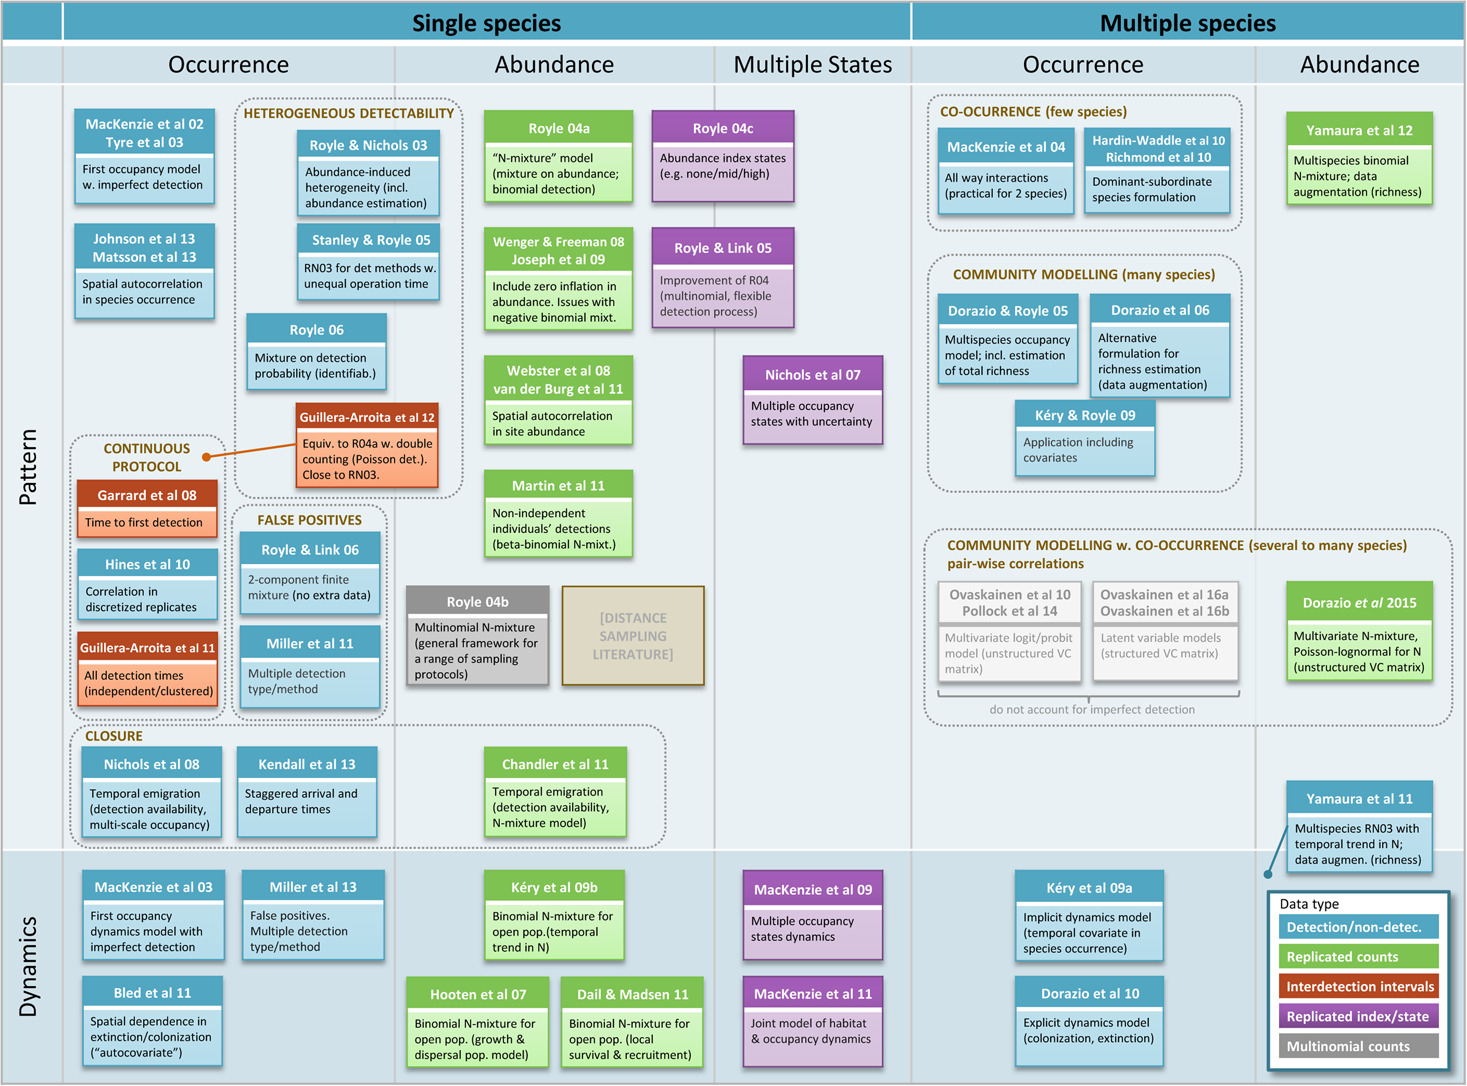 Single species
Multiple species
Occurrence
Abundance
Multiple States
Occurrence
Abundance
Pattern
MacKenzie et al 02
Tyre et al 03
First occupancy model
w. imperfect detection
Johnson et al 13
Matsson et al 13
Spatial autocorrelation
in species occurrence
HETEROGENEOUS DETECTABILITY
Royle & Nichols 03
Abundance-induced
heterogeneity (incl.
abundance estimation)
Stanley & Royle 05
RN03 for det methods w.
unequal operation time
Royle 06
Mixture on detection
probability (identifiab.)
Guillera-Arroita et al 12
Equiv. to R04a w. double
counting (Poisson det.).
Close to RN03.
CONTINUOUS
PROTOCOL
Garrard et al 08
Time to first detection
Hines et al 10
Correlation in
discretized replicates
Guillera-Arroita et al 11
All detection times
(independent/clustered)
FALSE POSITIVES
Royle & Link 06
2-component finite
mixture (no extra data)
Miller et al 11
Multiple detection
type/method
CLOSURE
Nichols et al 08
Temporal emigration
(detection availability,
multi-scale occupancy)
Kendall et al 13
Staggered arrival and
departure times
Chandler et al 11
Temporal emigration
(detection availability,
N-mixture model)
Royle 04a
“N-mixture” model
(mixture on abundance;
binomial detection)
Wenger & Freeman 08
Joseph et al 09
Include zero inflation in
abundance. Issues with
negative binomial mixt.
Webster et al 08
van der Burg et al 11
Spatial autocorrelation
in site abundance
Martin et al 11
Non-independent
individuals’ detections
(beta-binomial N-mixt.)
Royle 04b
Multinomial N-mixture
(general framework for
a range of sampling
protocols)
[DISTANCE
SAMPLING
LITERATURE]
Royle 04c
Abundance index states
(e.g. none/mid/high)
Royle & Link 05
Improvement of R04
(multinomial, flexible
detection process)
Nichols et al 07
Multiple occupancy
states with uncertainty
CO-OCURRENCE (few species)
MacKenzie et al 04
All way interactions
(practical for 2 species)
Hardin-Waddle et al 10
Richmond et al 10
Dominant-subordinate
species formulation
COMMUNITY MODELLING (many species)
Dorazio & Royle 05
Multispecies occupancy
model; incl. estimation
of total richness
Dorazio et al 06
Alternative
formulation for
richness estimation
(data augmentation)
Kéry & Royle 09
Application including
covariates
COMMUNITY MODELLING w. CO-OCCURRENCE (several to many species)
pair-wise correlations
Ovaskainen et al 10
Pollock et al 14
Multivariate logit/probit
model (unstructured VC
matrix)
Ovaskainen et al 16a
Ovaskainen et al 16b
Latent variable models
(structured VC matrix)
do not account for imperfect detection
Dorazio et al 2015
Multivariate N-mixture,
Poisson-lognormal for N
(unstructured VC matrix)
Yamaura et al 12
Multispecies binomial
N-mixture; data
augmentation (richness)
Yamaura et al 11
Multispecies RN03 with
temporal trend in N;
data augmen. (richness)
Dynamics
MacKenzie et al 03
First occupancy
dynamics model with
imperfect detection
Miller et al 13
False positives.
Multiple detection
type/method
Bled et al 11
Spatial dependence in
extinction/colonization
(“autocovariate”)
Kéry et al 09b
Binomial N-mixture for
open pop.(temporal
trend in N)
Hooten et al 07
Binomial N-mixture for
open pop. (growth &
dispersal pop. model)
Dail & Madsen 11
Binomial N-mixture for
open pop. (local
survival & recruitment)
MacKenzie et al 09
Multiple occupancy
states dynamics
MacKenzie et al 11
Joint model of habitat
& occupancy dynamics
Kéry et al 09a
Implicit dynamics model
(temporal covariate in
species occurrence)
Dorazio et al 10
Explicit dynamics model
(colonization, extinction)
Data type
Detection/non-detec.
Replicated counts
Interdetection intervals
Replicated index/state
Multinomial counts